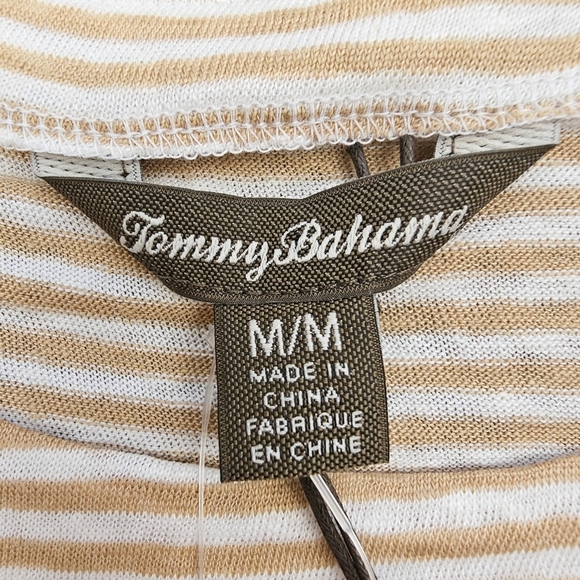 Tommy Bahama
M/M
MADE IN
CHINA
FABRIQUE
EN CHINE